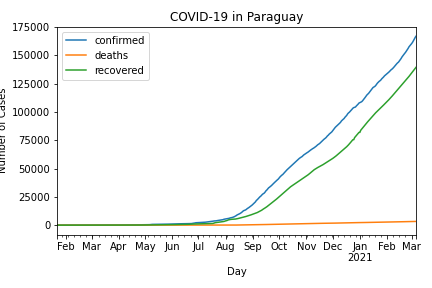 COVID-19 in Paraguay
175000
150000
125000
100000
75000
50000
25000
0
Number of Cases
confirmed
deaths
recovered
Feb Mar Apr May Jun Jul Aug Sep Oct Nov Dec Jan Feb Mar
2021
Day